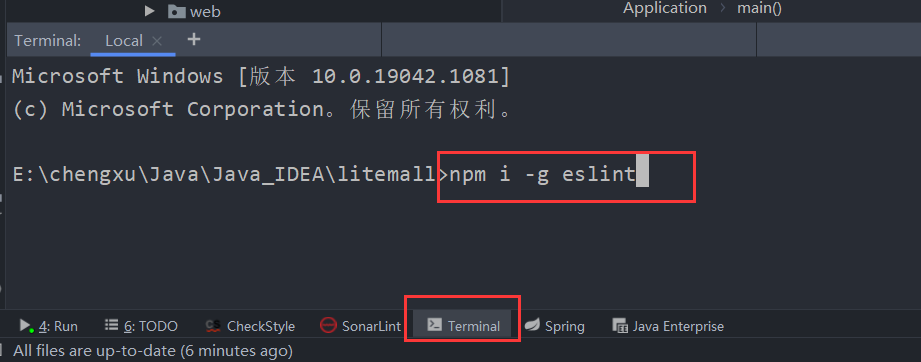 web
Application > main()
Terminal: Local × +
Microsoft Windows [版本 10.0.19042.1081]
(c) Microsoft Corporation。保留所有权利。
E:\chengxu\Java\Java_IDEA\litemall>npm i -g eslint
4: Run 6: TODO CheckStyle SonarLint Terminal Spring Java Enterprise
All files are up-to-date (6 minutes ago)